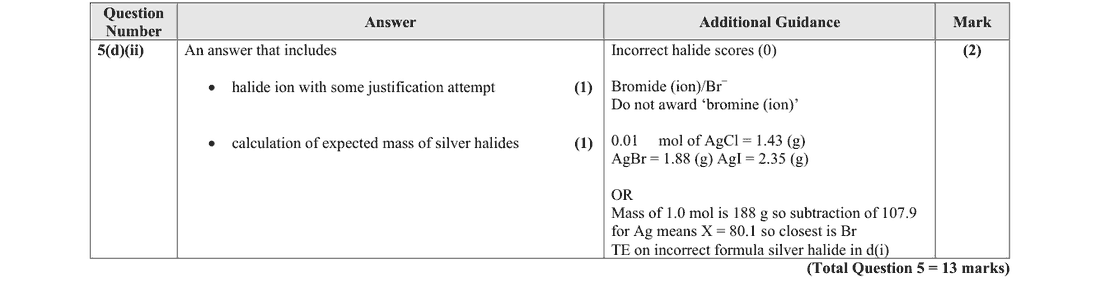 Question Number
Answer
Additional Guidance
Mark
5(d)(ii)
An answer that includes
Incorrect halide scores (0)
(2)
• halide ion with some justification attempt (1)
Bromide (ion)/Br⁻
Do not award ‘bromine (ion)’
• calculation of expected mass of silver halides (1)
0.01 mol of AgCl = 1.43 (g)
AgBr = 1.88 (g) AgI = 2.35 (g)
OR
Mass of 1.0 mol is 188 g so subtraction of 107.9
for Ag means X = 80.1 so closest is Br
TE on incorrect formula silver halide in d(i)
(Total Question 5 = 13 marks)